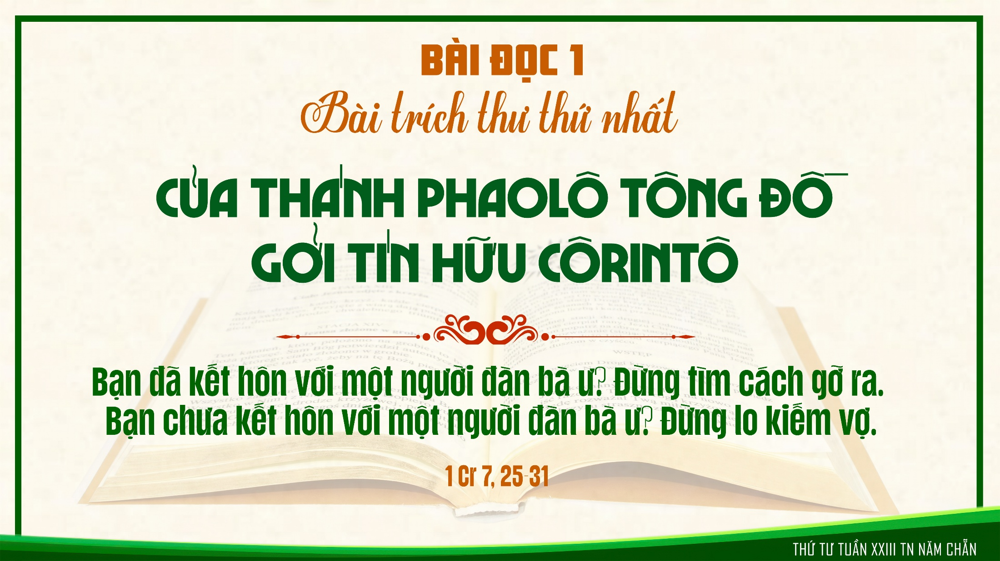 BÀI ĐỌC 1
Bài trích thư thứ nhất
CỦA THÁNH PHAOLÔ TÔNG ĐỒ
GỞI TÍN HỮU CÔRINTÔ
Bạn đã kết hôn với một người đàn bà ư? Đừng tìm cách gỡ ra.
Bạn chưa kết hôn với một người đàn bà ư? Đừng lo kiếm vợ.
1 Cr 7, 25-31
THỨ TƯ TUẦN XXIII TN NĂM CHẴN